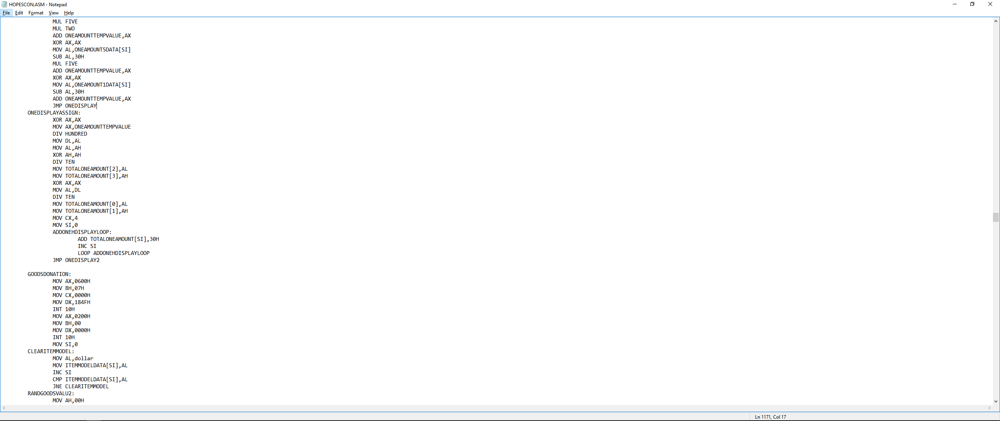 HOPESCON.ASM - Notepad
File Edit Format View Help
MUL FIVE
MUL TWO
ADD ONEAMOUNTTEMPVALUE,AX
XOR AX,AX
MOV AL,ONEAMOUNT5DATA[SI]
SUB AL,30H
MUL FIVE
ADD ONEAMOUNTTEMPVALUE,AX
XOR AX,AX
MOV AL,ONEAMOUNT1DATA[SI]
SUB AL,30H
ADD ONEAMOUNTTEMPVALUE,AX
JMP ONEDISPLAY
ONEDISPLAYASSIGN:
XOR AX,AX
MOV AX,ONEAMOUNTTEMPVALUE
DIV HUNDRED
MOV DL,AL
MOV AL,AH
XOR AH,AH
DIV TEN
MOV TOTALONEAMOUNT[2],AL
MOV TOTALONEAMOUNT[3],AH
XOR AX,AX
MOV AL,DL
DIV TEN
MOV TOTALONEAMOUNT[0],AL
MOV TOTALONEAMOUNT[1],AH
MOV CX,4
MOV SI,0
ADDONEHDISPLAYLOOP:
ADD TOTALONEAMOUNT[SI],30H
INC SI
LOOP ADDONEHDISPLAYLOOP
JMP ONEDISPLAY2
GOODSDONATION:
MOV AX,0600H
MOV BH,07H
MOV CX,0000H
MOV DX,184FH
INT 10H
MOV AX,0200H
MOV BH,00
MOV DX,0000H
INT 10H
MOV SI,0
CLEARITEMMODEL:
MOV AL,dollar
MOV ITEMMODELDATA[SI],AL
INC SI
CMP ITEMMODELDATA[SI],AL
JNE CLEARITEMMODEL
RANDGOODSVALU2:
MOV AH,00H
Ln 1171, Col 17